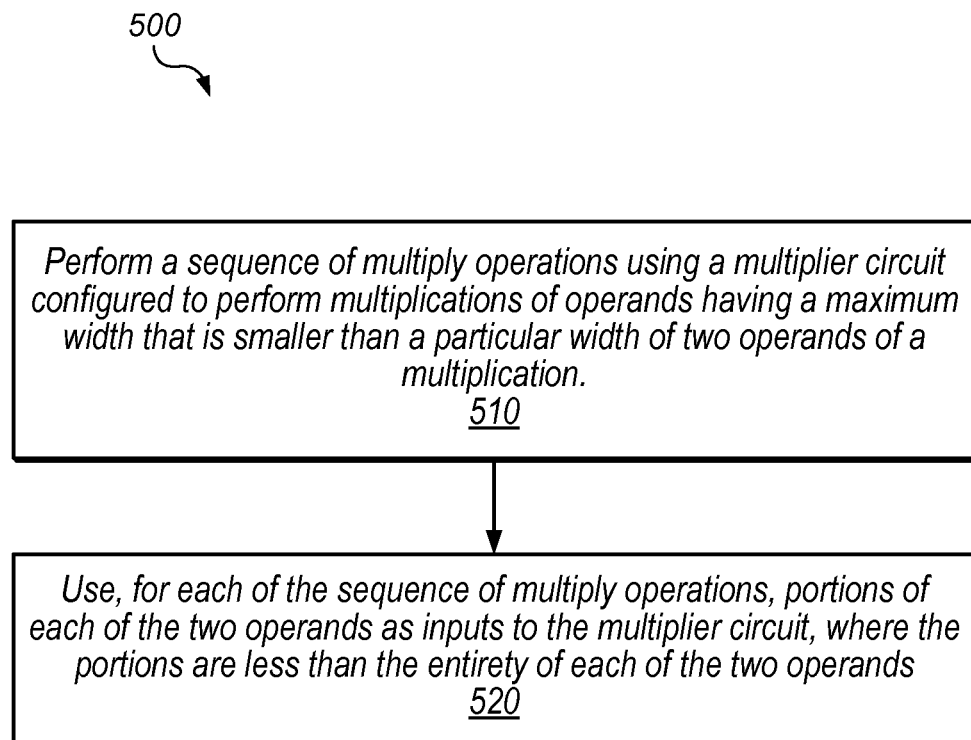 500
Perform a sequence of multiply operations using a multiplier circuit
configured to perform multiplications of operands having a maximum
width that is smaller than a particular width of two operands of a
multiplication.
510
Use, for each of the sequence of multiply operations, portions of
each of the two operands as inputs to the multiplier circuit, where the
portions are less than the entirety of each of the two operands
520